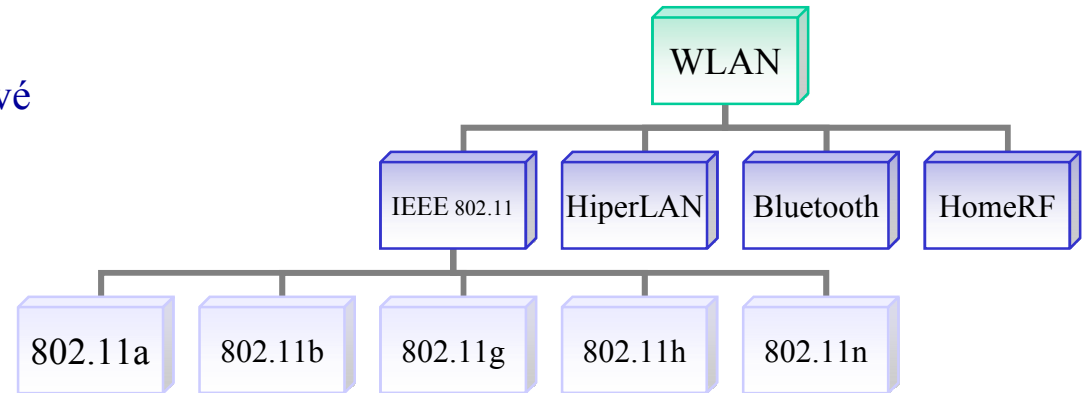 WLAN
vé
IEEE 802.11
HiperLAN
Bluetooth
HomeRF
802.11a
802.11b
802.11g
802.11h
802.11n